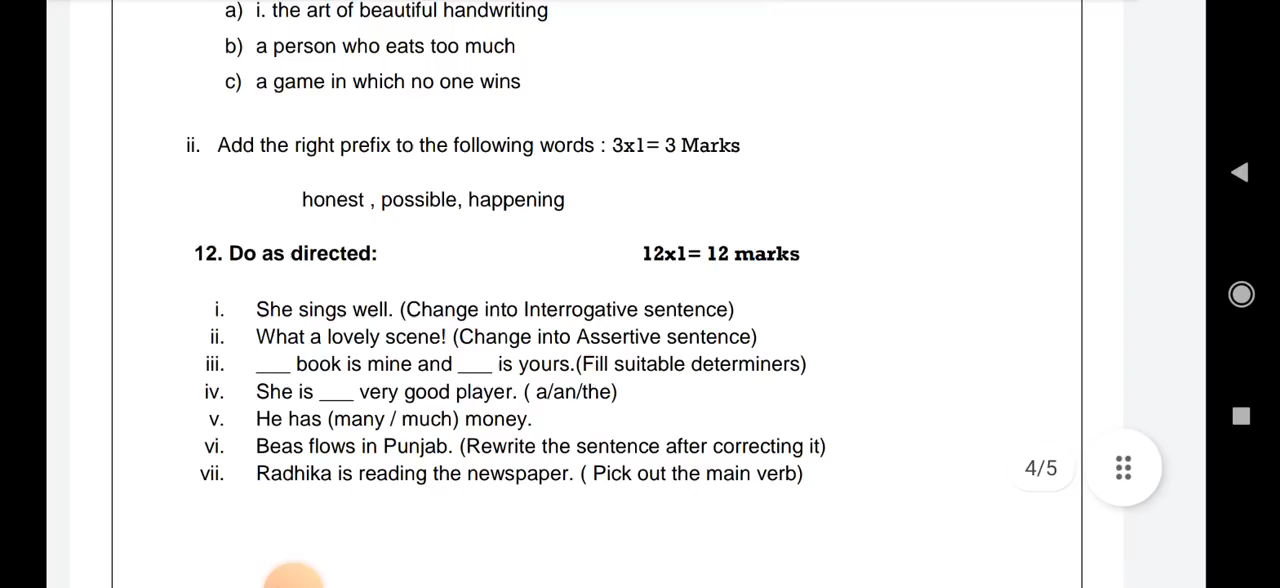 a) i. the art of beautiful handwriting
b) a person who eats too much
c) a game in which no one wins
ii. Add the right prefix to the following words : 3x1= 3 Marks
honest , possible, happening
12. Do as directed: 12x1= 12 marks
i. She sings well. (Change into Interrogative sentence)
ii. What a lovely scene! (Change into Assertive sentence)
iii. ___ book is mine and ___ is yours.(Fill suitable determiners)
iv. She is ___ very good player. ( a/an/the)
v. He has (many / much) money.
vi. Beas flows in Punjab. (Rewrite the sentence after correcting it)
vii. Radhika is reading the newspaper. ( Pick out the main verb)
4/5